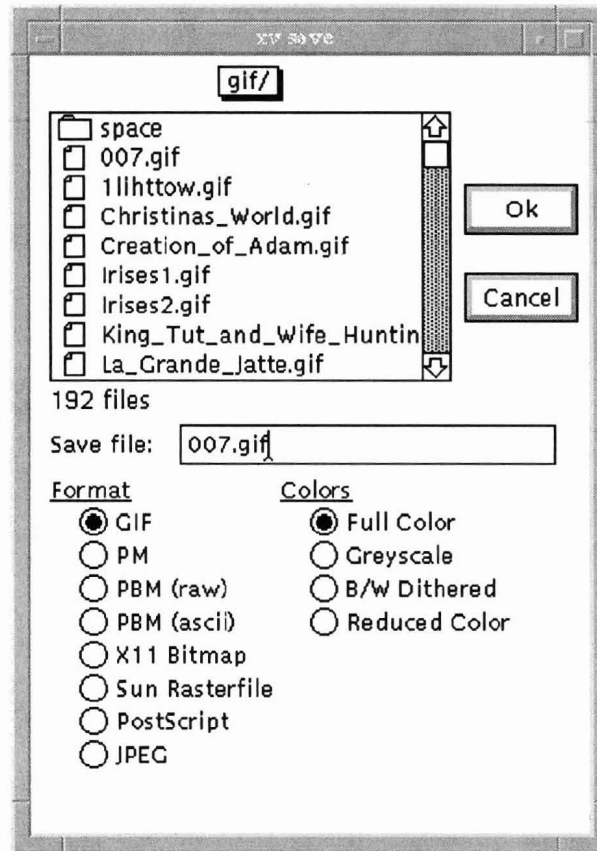 xv save
gif/
space
007.gif
1lihttow.gif
Christinas_World.gif
Creation_of_Adam.gif
Irises1.gif
Irises2.gif
King_Tut_and_Wife_Huntin
La_Grande_Jatte.gif
Ok
Cancel
192 files
Save file: 007.gif
Format Colors
GIF Full Color
PM Greyscale
PBM (raw) B/W Dithered
PBM (ascii) Reduced Color
X11 Bitmap
Sun Rasterfile
PostScript
JPEG